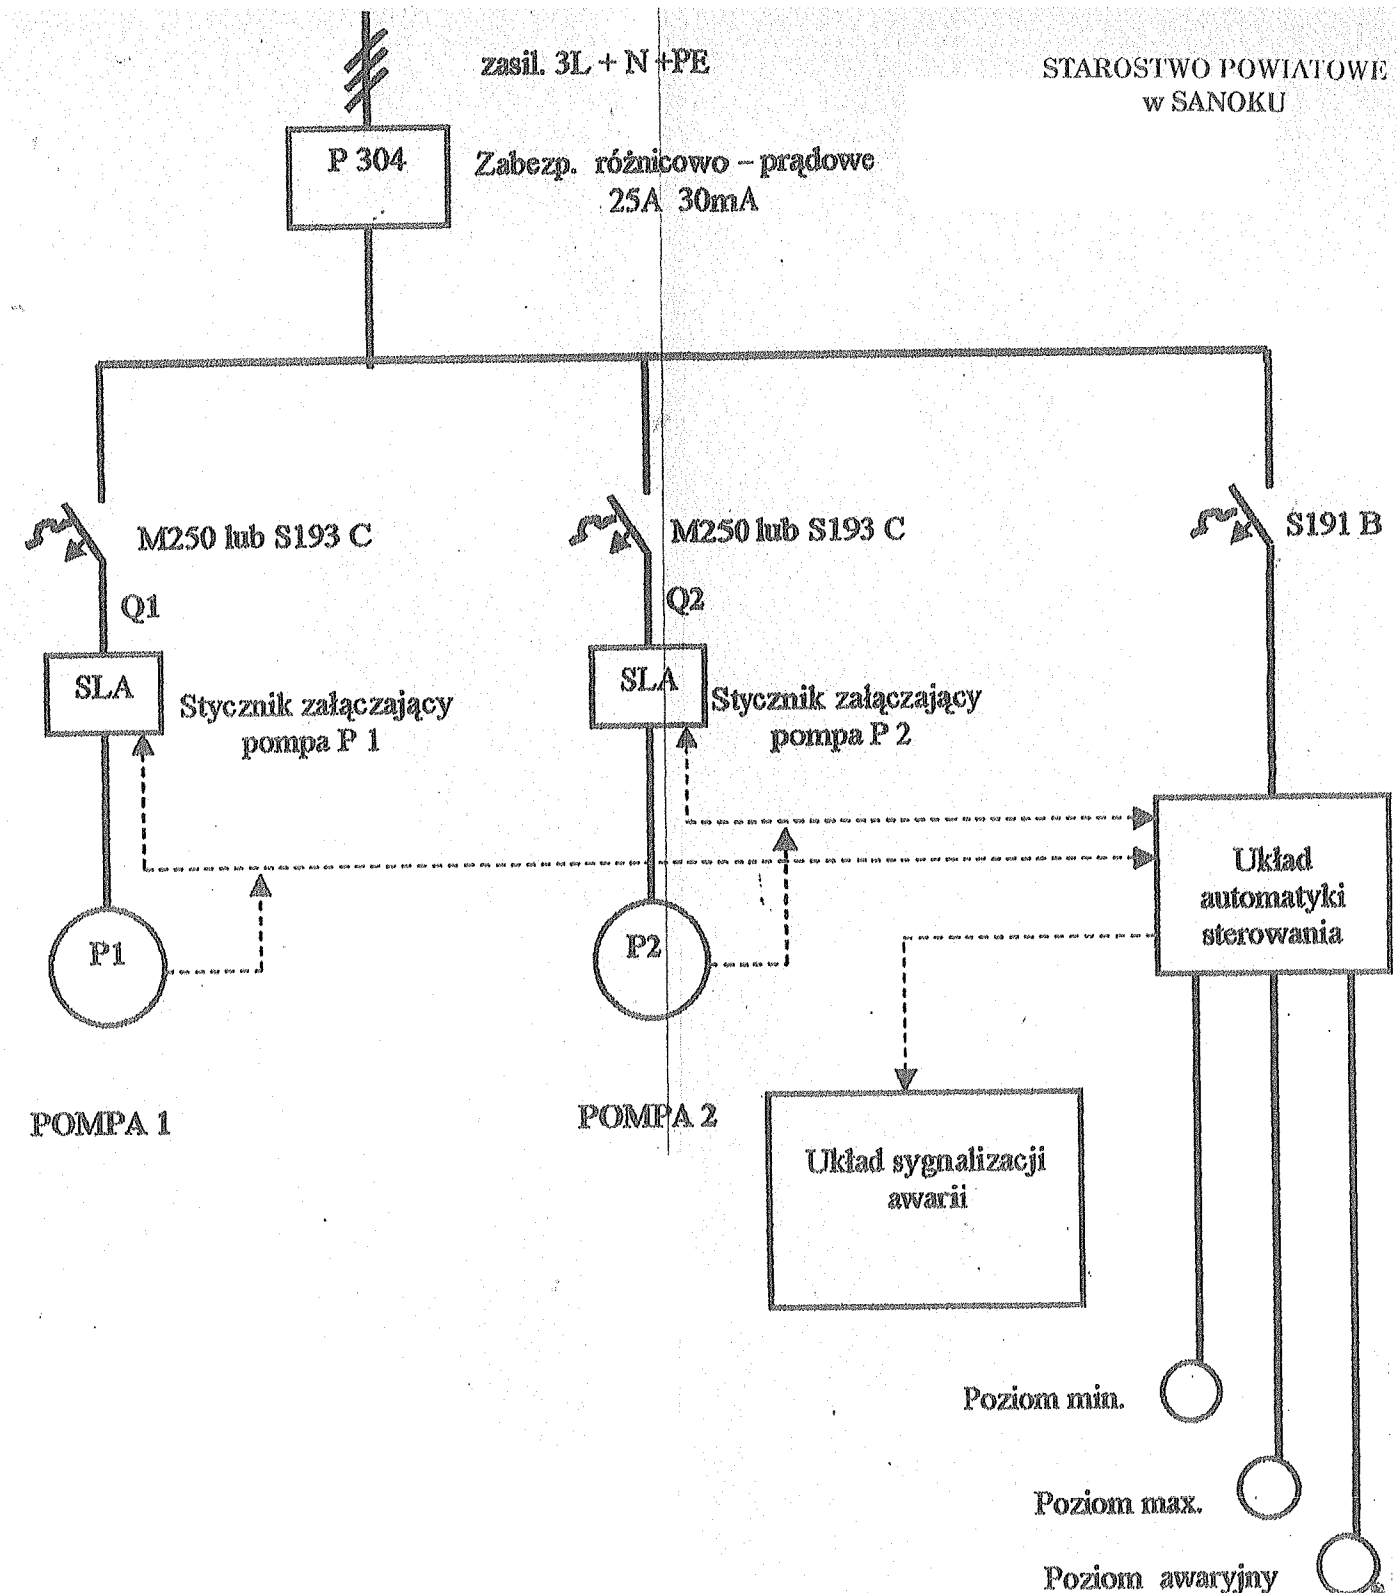 zasil. 3L + N +PE
STAROSTWO POWIATOWE
w SANOKU
P 304
Zabezp. różnicowo – prądowe
25A 30mA
M250 lub S193 C
M250 lub S193 C
S191 B
Q1
Q2
SLA
SLA
Stycznik załączający
pompa P 1
Stycznik załączający
pompa P 2
Układ
automatyki
sterowania
P1
P2
POMPA 1
POMPA 2
Układ sygnalizacji
awarii
Poziom min.
Poziom max.
Poziom awaryjny